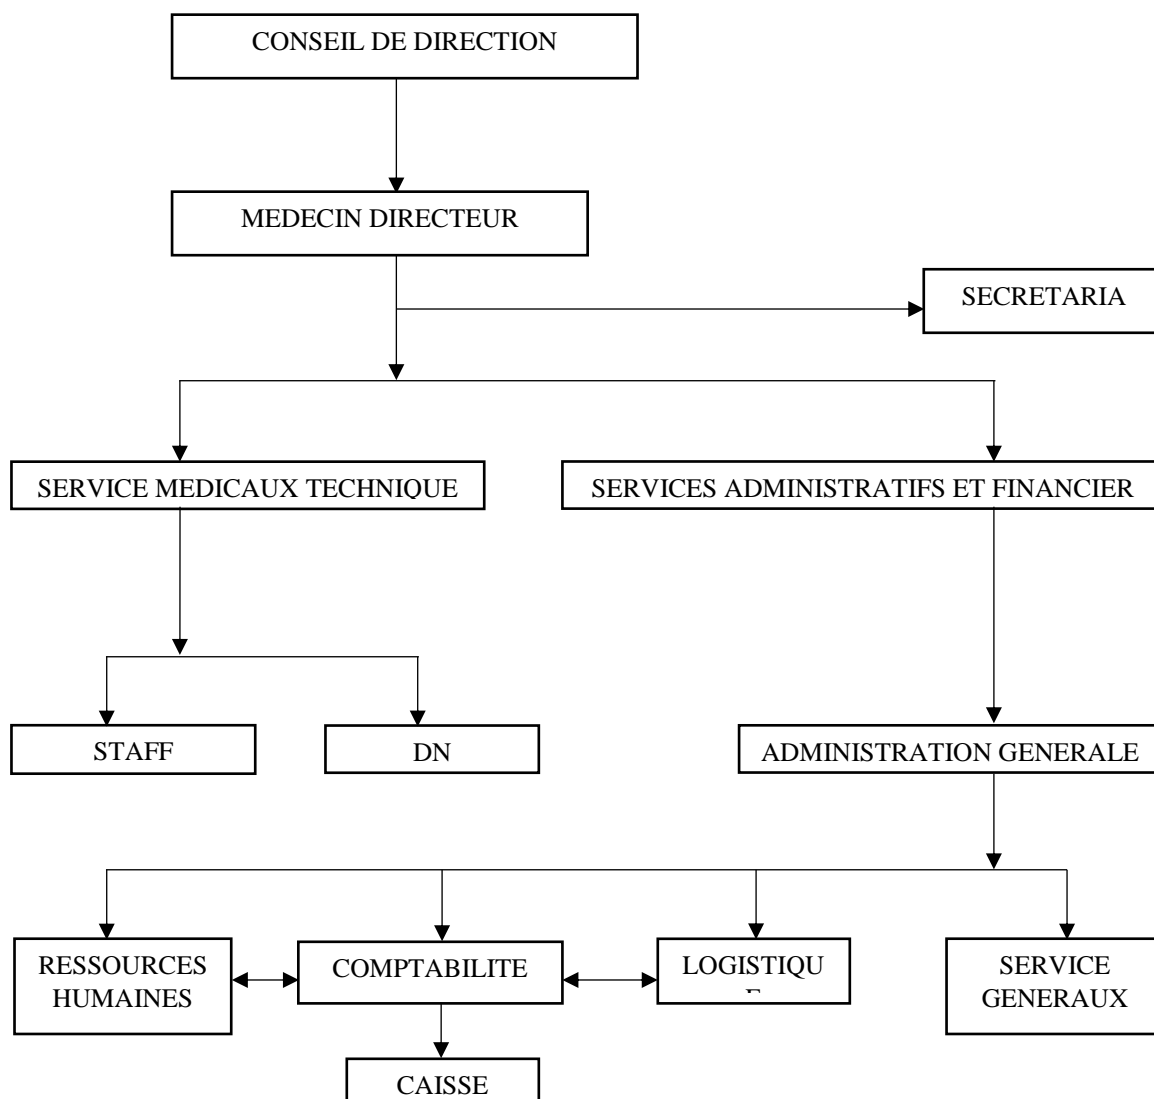 CONSEIL DE DIRECTION
MEDECIN DIRECTEUR
SECRETARIA
SERVICE MEDICAUX TECHNIQUE
SERVICES ADMINISTRATIFS ET FINANCIER
STAFF
DN
ADMINISTRATION GENERALE
RESSOURCES
HUMAINES
COMPTABILITE
LOGISTIQU
E
SERVICE
GENERAUX
CAISSE